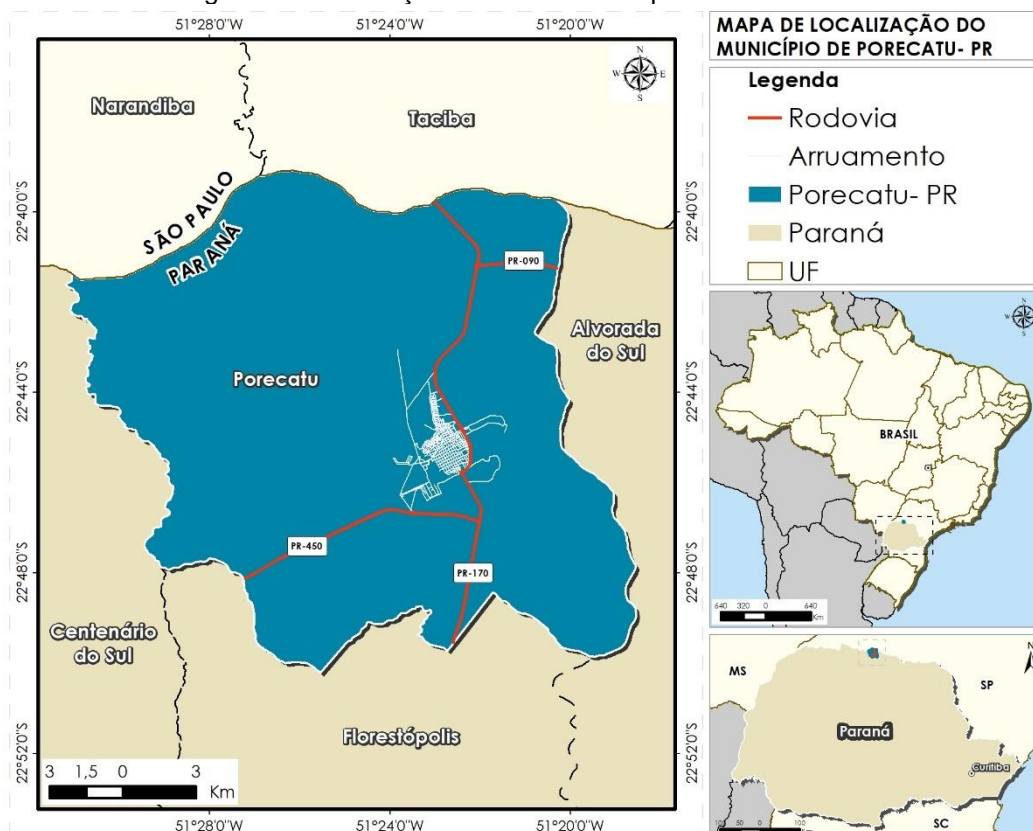 51°28'0"W 51°24'0"W 51°20'0"W
N
W E
S
Narandiba
Taciba
22°40'0"S
22°40'0"S
SÃO PAULO
PARANÁ
PR-090
Alvorada
do Sul
Porecatu
22°44'0"S
22°44'0"S
PR-450
PR-170
22°48'0"S
22°48'0"S
Centenário
do Sul
Florestópolis
22°52'0"S
22°52'0"S
3 1,5 0 3
Km
51°28'0"W 51°24'0"W 51°20'0"W
MAPA DE LOCALIZAÇÃO DO
MUNICÍPIO DE PORECATU- PR
Legenda
Rodovia
Arruamento
Porecatu- PR
Paraná
UF
BRASIL
640 320 0 640
Km
N
MS
SP
Paraná
Curitiba
SC